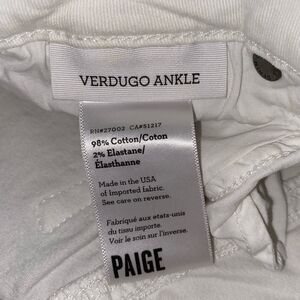 VERDUGO ANKLE
RN#27002 CA#51217
98% Cotton/Coton
2% Elastane/
Élasthanne
Made in the USA
of imported fabric.
See care on reverse.
Fabriqué aux etats-unis
du tissu importé.
Voir le soin sur l'inverse.
PAIGE